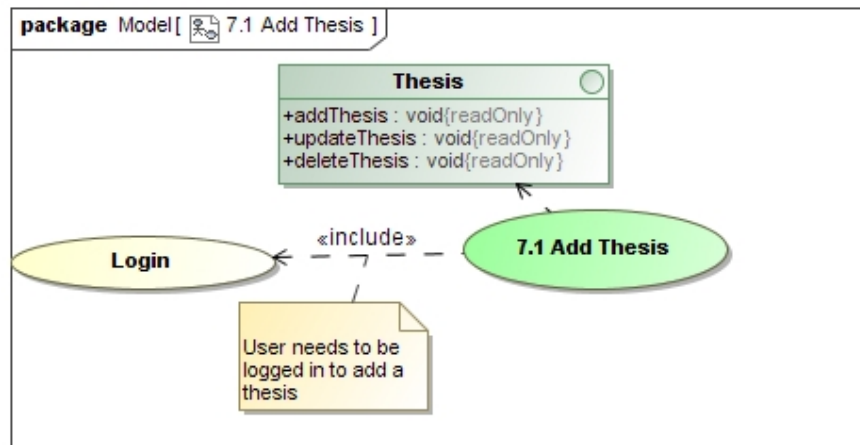 package Model[ 7.1 Add Thesis ]
Thesis
+addThesis : void{readOnly}
+updateThesis : void{readOnly}
+deleteThesis : void{readOnly}
«include»
7.1 Add Thesis
Login
User needs to be
logged in to add a
thesis